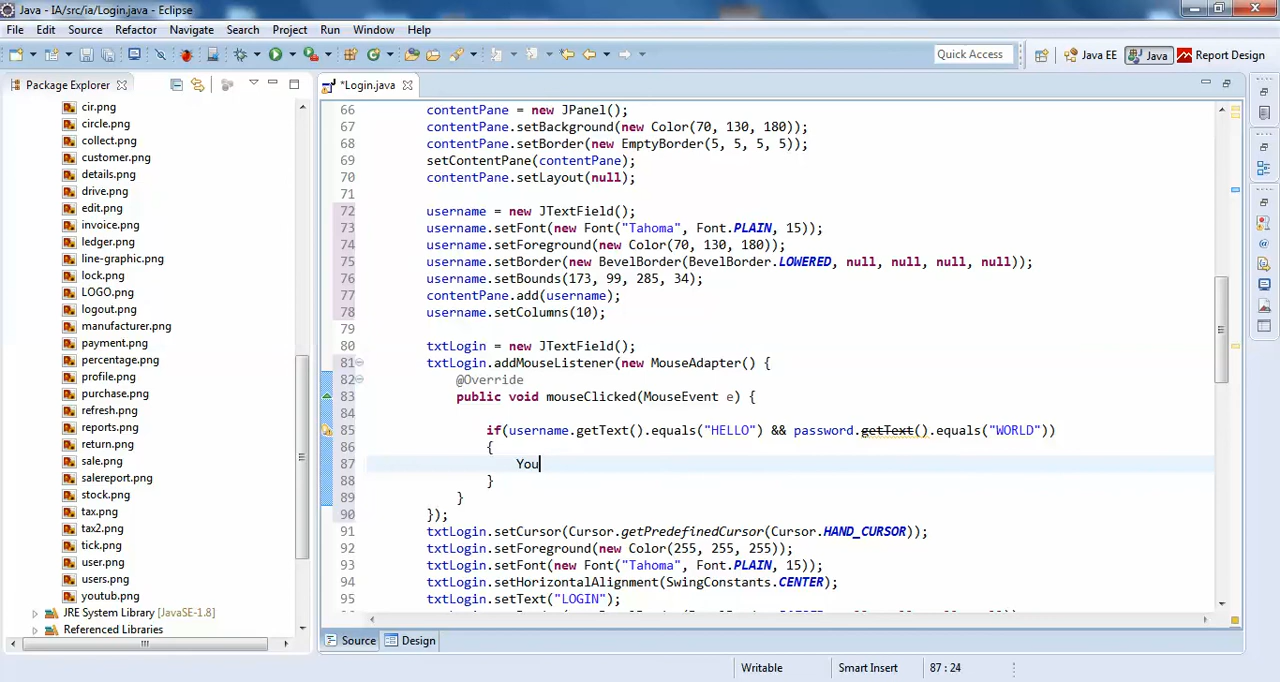 Java - IA/src/ia/Login.java - Eclipse
File Edit Source Refactor Navigate Search Project Run Window Help
Quick Access Java EE Java Report Design
Package Explorer
*Login.java
cir.png
circle.png
collect.png
customer.png
details.png
drive.png
edit.png
invoice.png
ledger.png
line-graphic.png
lock.png
LOGO.png
logout.png
manufacturer.png
payment.png
percentage.png
profile.png
purchase.png
refresh.png
reports.png
return.png
sale.png
salereport.png
stock.png
tax.png
tax2.png
tick.png
user.png
users.png
youtub.png
JRE System Library [JavaSE-1.8]
Referenced Libraries
66 contentPane = new JPanel();
67 contentPane.setBackground(new Color(70, 130, 180));
68 contentPane.setBorder(new EmptyBorder(5, 5, 5, 5));
69 setContentPane(contentPane);
70 contentPane.setLayout(null);
71
72 username = new JTextField();
73 username.setFont(new Font("Tahoma", Font.PLAIN, 15));
74 username.setForeground(new Color(70, 130, 180));
75 username.setBorder(new BevelBorder(BevelBorder.LOWERED, null, null, null, null));
76 username.setBounds(173, 99, 285, 34);
77 contentPane.add(username);
78 username.setColumns(10);
79
80 txtLogin = new JTextField();
81 txtLogin.addMouseListener(new MouseAdapter() {
82 @Override
83 public void mouseClicked(MouseEvent e) {
84
85 if(username.getText().equals("HELLO") && password.getText().equals("WORLD"))
86 {
87 You
88 }
89 }
90 });
91 txtLogin.setCursor(Cursor.getPredefinedCursor(Cursor.HAND_CURSOR));
92 txtLogin.setForeground(new Color(255, 255, 255));
93 txtLogin.setFont(new Font("Tahoma", Font.PLAIN, 15));
94 txtLogin.setHorizontalAlignment(SwingConstants.CENTER);
95 txtLogin.setText("LOGIN");
Source Design
Writable Smart Insert 87 : 24